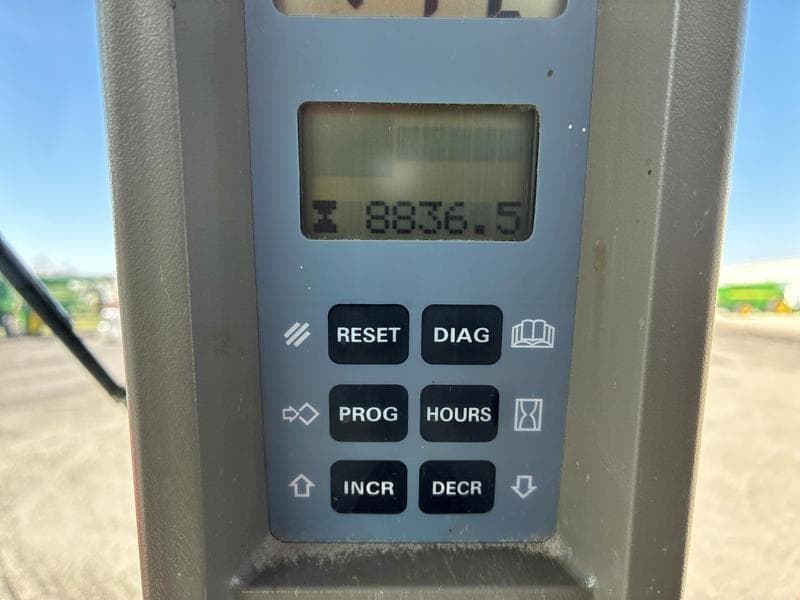 8836.5
RESET DIAG
PROG HOURS
INCR DECR